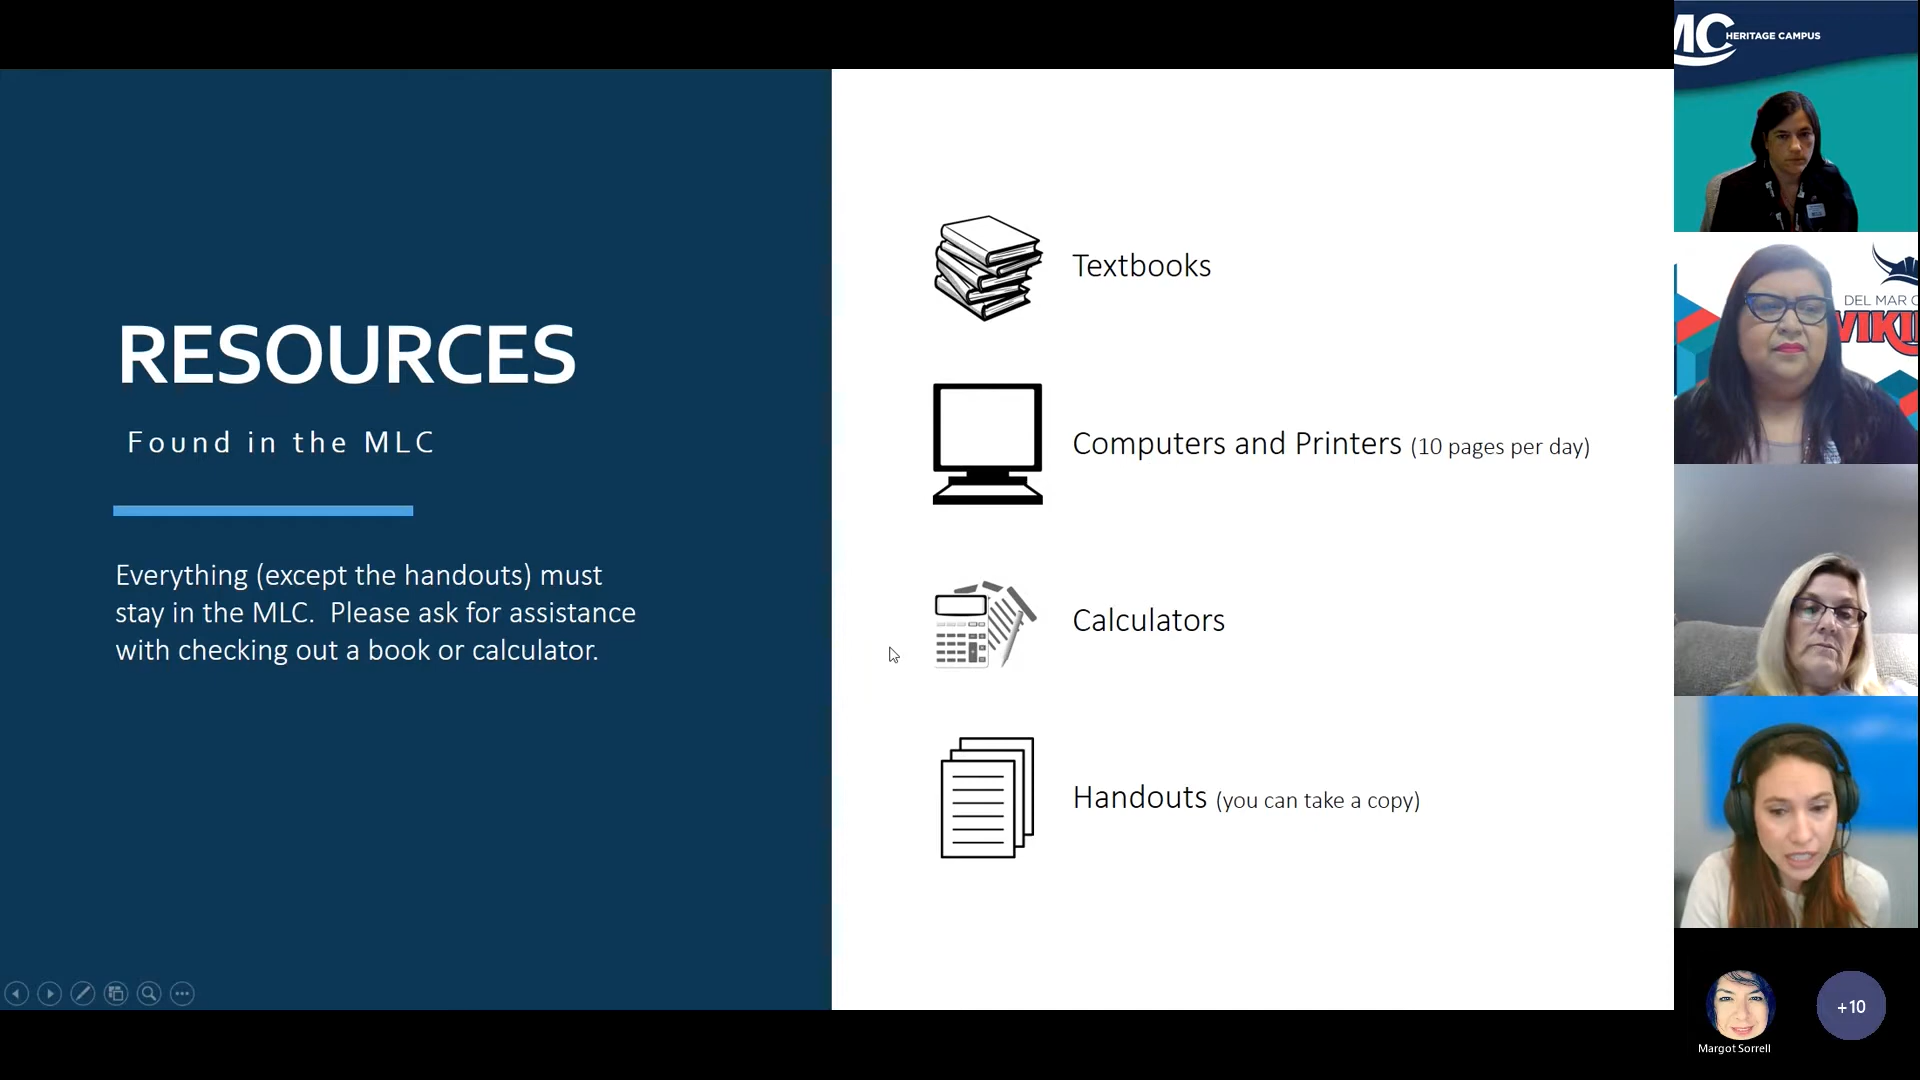 RESOURCES
Found in the MLC
Everything (except the handouts) must
stay in the MLC.  Please ask for assistance
with checking out a book or calculator.
Textbooks
Computers and Printers (10 pages per day)
Calculators
Handouts (you can take a copy)
MC HERITAGE CAMPUS
DEL MAR C
VIKI
Margot Sorrell
+10